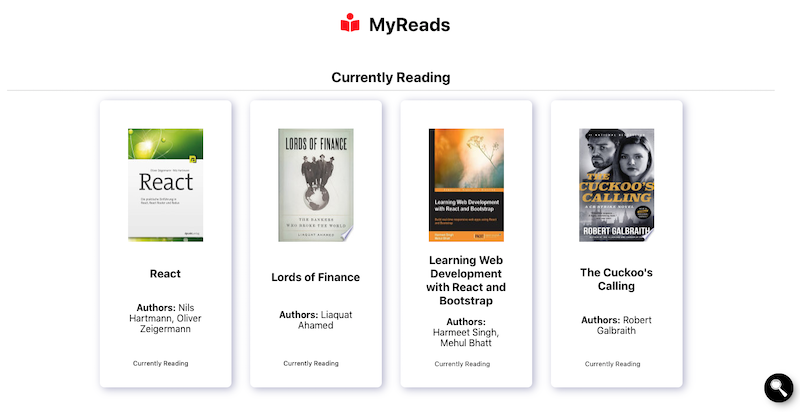 MyReads
Currently Reading
React
LORDS OF FINANCE
THE BANKERS
WHO BROKE THE WORLD
LIAQUAT AHAMED
Learning Web Development
with React and Bootstrap
THE
CUCKOO'S
CALLING
ROBERT GALBRAITH
React
Authors: Nils
Hartmann, Oliver
Zeigermann
Currently Reading
Lords of Finance
Authors: Liaquat
Ahamed
Currently Reading
Learning Web
Development
with React and
Bootstrap
Authors:
Harmeet Singh,
Mehul Bhatt
Currently Reading
The Cuckoo's
Calling
Authors: Robert
Galbraith
Currently Reading